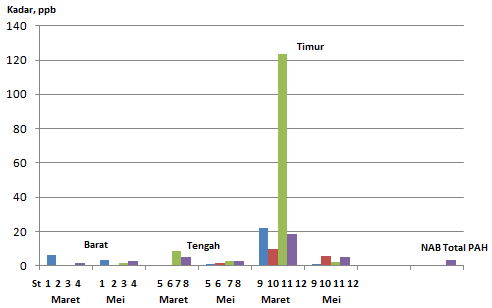 Kadar, ppb
140
120
100
80
60
40
20
0
Timur
Barat
Tengah
NAB Total PAH
St 1 2 3 4 1 2 3 4 5 6 7 8 5 6 7 8 9 10 11 12 9 10 11 12
Maret Mei Maret Mei Maret Mei